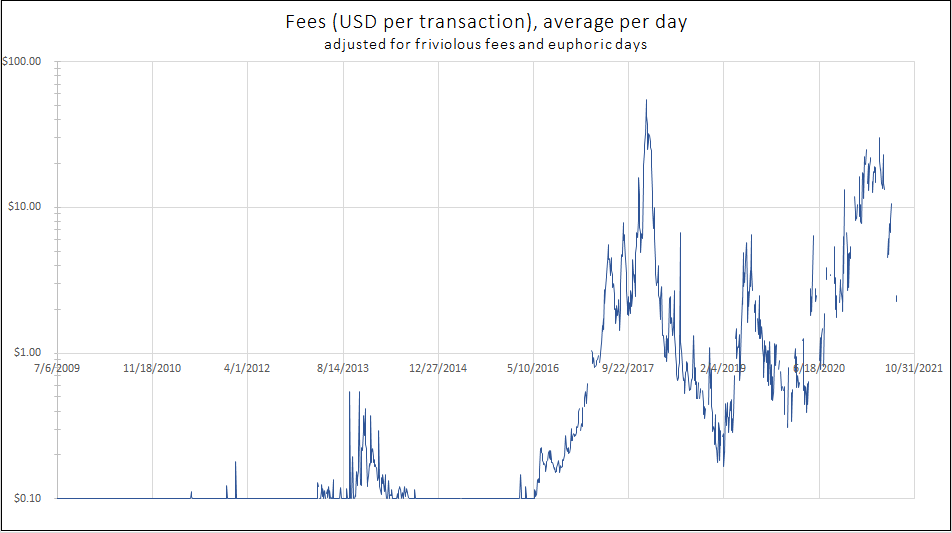 Fees (USD per transaction), average per day
adjusted for friviolous fees and euphoric days
$100.00
$10.00
$1.00
7/6/2009 11/18/2010 4/1/2012 8/14/2013 12/27/2014 5/10/2016 9/22/2017 2/4/2019 6/18/2020 10/31/2021
$0.10